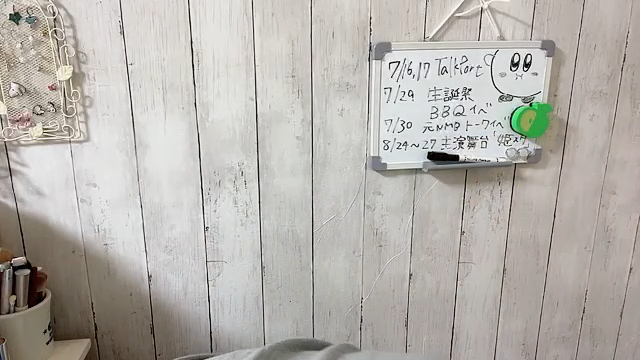 7/16,17 Talkport
7/29 生誕祭
BBQイベ
7/30 元NMBトークイベ
8/24～27 主演舞台「姫